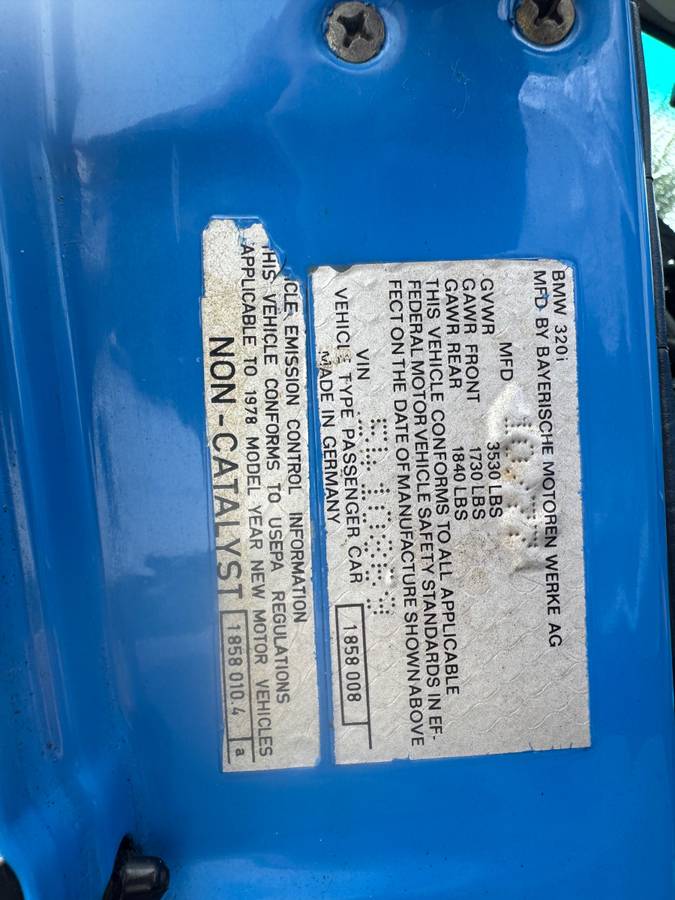 BMW 320i
MFD BY BAYERISCHE MOTOREN WERKE AG
MFD
GVWR 3530 LBS
GAWR FRONT 1730 LBS
GAWR REAR 1840 LBS
THIS VEHICLE CONFORMS TO ALL APPLICABLE
FEDERAL MOTOR VEHICLE SAFETY STANDARDS IN EF-
FECT ON THE DATE OF MANUFACTURE SHOWN ABOVE
VIN
VEHICLE TYPE PASSENGER CAR
MADE IN GERMANY
1858 008
EMISSION CONTROL INFORMATION
THIS VEHICLE CONFORMS TO USEPA REGULATIONS
APPLICABLE TO 1978 MODEL YEAR NEW MOTOR VEHICLES
NON-CATALYST
1858 010.4 a